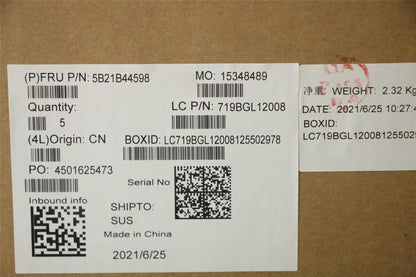 (P)FRU P/N: 5B21B44598
MO: 15348489
Quantity:
5
LC P/N: 719BGL12008
(4L)Origin: CN
BOXID: LC719BGL12008125502978
PO: 4501625473
Serial No
Inbound info
SHIPTO:
SUS
Made in China
2021/6/25
QA
净重 WEIGHT: 2.32 Kg
DATE: 2021/6/25 10:27:4
BOXID:
LC719BGL12008125502